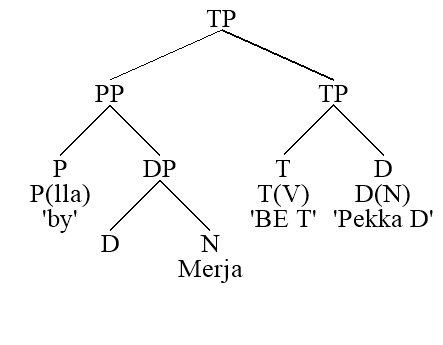 TP
PP TP
P DP T D
P(lla) T(V) D(N)
'by' 'BE T' 'Pekka D'
D N
Merja